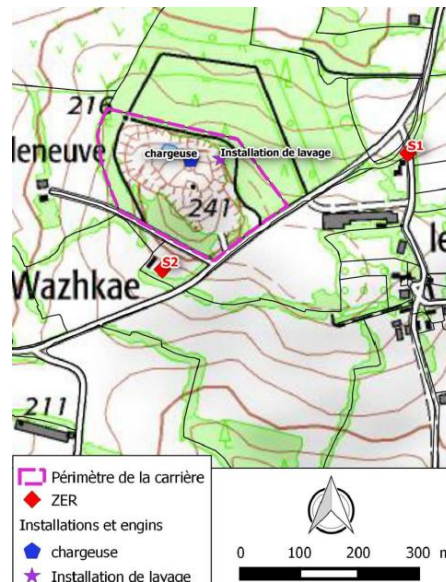 216
S1
leneuve
chargeuse
Installation de lavage
241
S2
Wazhkae
le
211
Périmètre de la carrière
ZER
Installations et engins
chargeuse
Installation de lavage
0 100 200 300 m